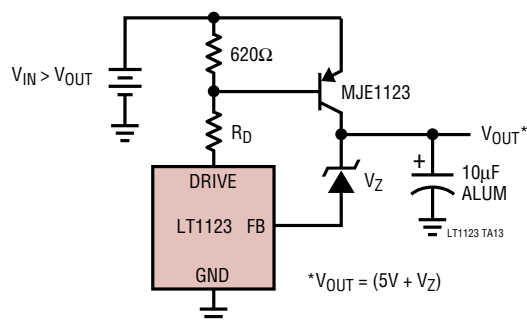 620Ω
V_IN > V_OUT
MJE1123
R_D
V_OUT*
+
10µF
ALUM
V_Z
DRIVE
LT1123 FB
GND
LT1123 TA13
*V_OUT = (5V + V_Z)